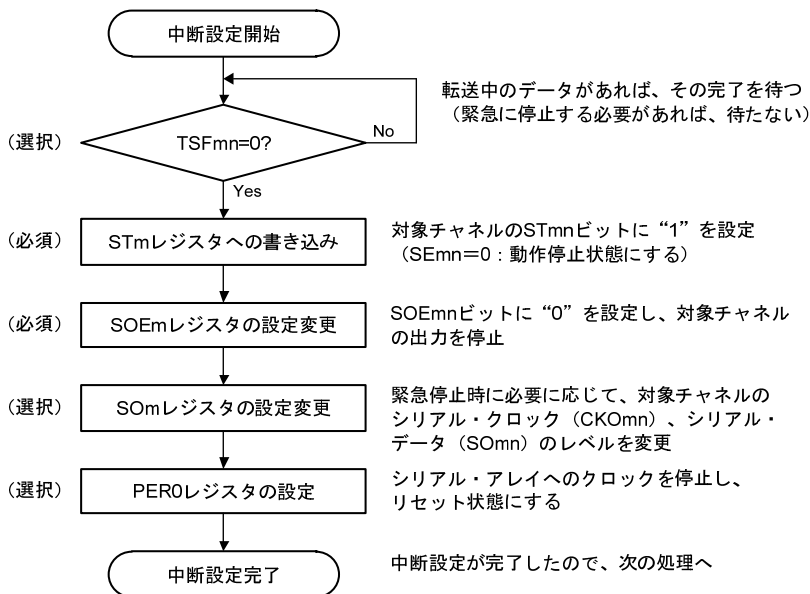 中断設定開始
転送中のデータがあれば、その完了を待つ
（緊急に停止する必要があれば、待たない）
（選択）
TSFmn=0?
No
Yes
（必須）
STmレジスタへの書き込み
対象チャネルのSTmnビットに“1”を設定
（SEmn＝0：動作停止状態にする）
（必須）
SOEmレジスタの設定変更
SOEmnビットに“0”を設定し、対象チャネル
の出力を停止
（選択）
SOmレジスタの設定変更
緊急停止時に必要に応じて、対象チャネルの
シリアル・クロック（CKOmn）、シリアル・
データ（SOmn）のレベルを変更
（選択）
PER0レジスタの設定
シリアル・アレイへのクロックを停止し、
リセット状態にする
中断設定完了
中断設定が完了したので、次の処理へ